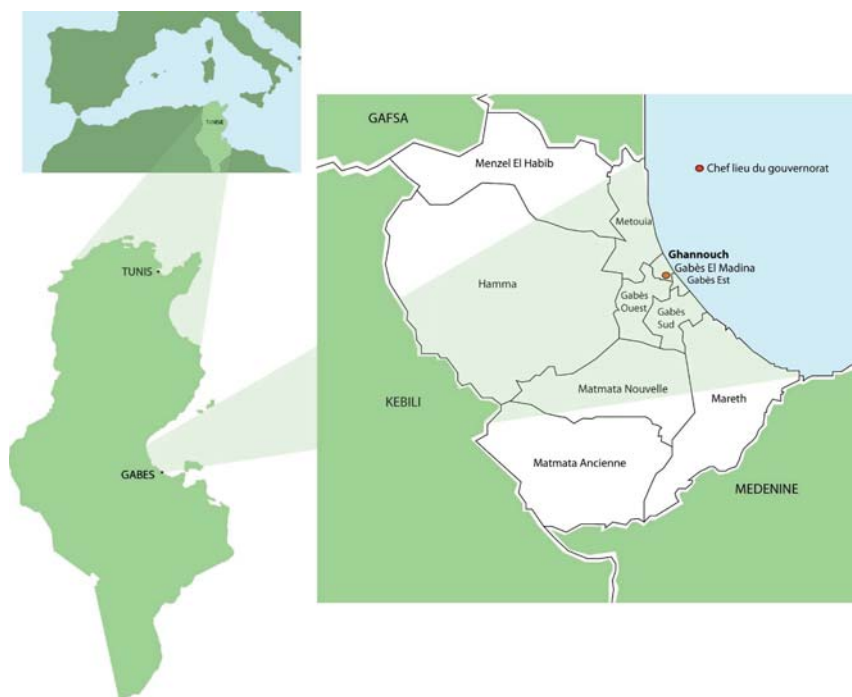 TUNISIE
TUNIS
GABES
GAFSA
Menzel El Habib
Chef lieu du gouvernorat
Metouia
Ghannouch
Gabès El Madina
Gabès Est
Hamma
Gabès
Ouest
Gabès
Sud
Matmata Nouvelle
KEBILI
Mareth
Matmata Ancienne
MEDENINE